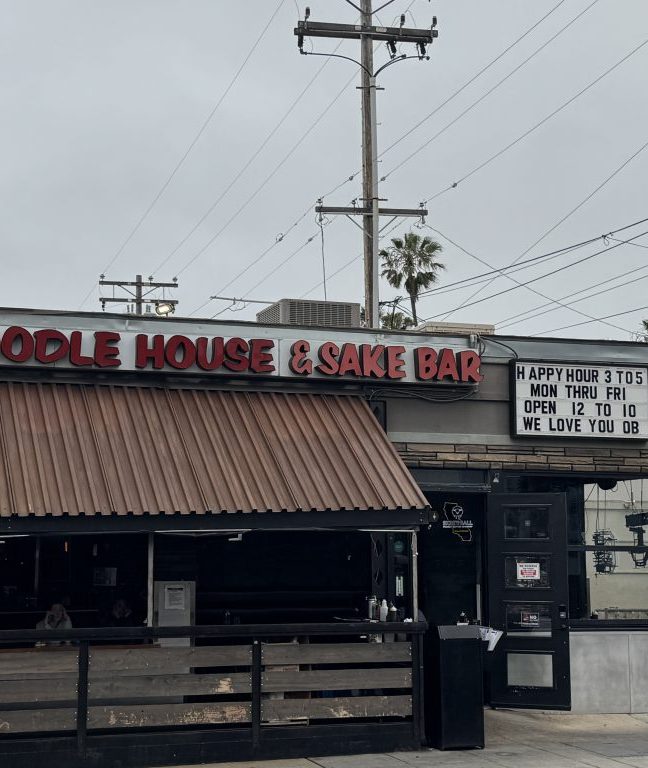 OODLE HOUSE & SAKE BAR
HAPPY HOUR 3 TO 5
MON THRU FRI
OPEN 12 TO 10
WE LOVE YOU OB